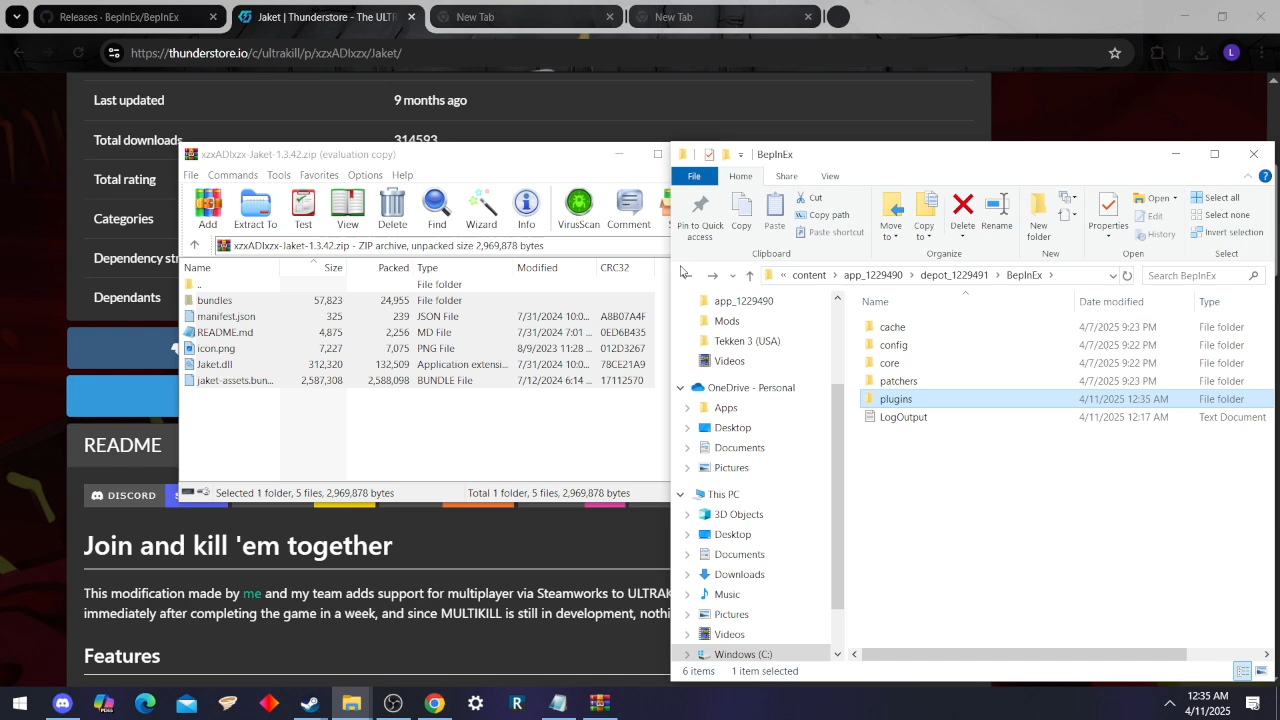 Releases · BepInEx/BepInEx
Jaket | Thunderstore - The ULTR
New Tab
New Tab
https://thunderstore.io/c/ultrakill/p/xzxADIxzx/Jaket/
L
Last updated 9 months ago
Total downloads 314593
Total rating
Categories
Dependency str
Dependants
README
DISCORD
Join and kill 'em together
This modification made by me and my team adds support for multiplayer via Steamworks to ULTRAK
immediately after completing the game in a week, and since MULTIKILL is still in development, nothi
Features
xzxADIxzx-Jaket-1.3.42.zip (evaluation copy)
File Commands Tools Favorites Options Help
Add Extract To Test View Delete Find Wizard Info VirusScan Comment
xzxADIxzx-Jaket-1.3.42.zip - ZIP archive, unpacked size 2,969,878 bytes
Name Size Packed Type Modified CRC32
.. File folder
bundles 57,823 24,955 File folder
manifest.json 325 239 JSON File 7/31/2024 10:0... A8B07A4F
README.md 4,875 2,256 MD File 7/31/2024 7:01 ... 0ED6B435
icon.png 7,227 7,075 PNG File 8/9/2023 11:28 ... 012D3267
Jaket.dll 312,320 132,509 Application extensi... 7/31/2024 10:0... 78CE21A9
jaket-assets.bun... 2,587,308 2,588,098 BUNDLE File 7/12/2024 6:14 ... 17112570
Selected 1 folder, 5 files, 2,969,878 bytes Total 1 folder, 5 files, 2,969,878 bytes
BepInEx
File Home Share View
Pin to Quick access
Copy
Paste
Cut
Copy path
Paste shortcut
Move to
Copy to
Delete
Rename
New folder
Properties
Open
Edit
History
Select all
Select none
Invert selection
Clipboard Organize New Open Select
« content › app_1229490 › depot_1229491 › BepInEx ›
Search BepInEx
app_1229490
Mods
Tekken 3 (USA)
Videos
OneDrive - Personal
Apps
Desktop
Documents
Pictures
This PC
3D Objects
Desktop
Documents
Downloads
Music
Pictures
Videos
Windows (C:)
Name Date modified Type
cache 4/7/2025 9:23 PM File folder
config 4/7/2025 9:22 PM File folder
core 4/7/2025 9:22 PM File folder
patchers 4/7/2025 9:23 PM File folder
plugins 4/11/2025 12:35 AM File folder
LogOutput 4/11/2025 12:17 AM Text Document
6 items 1 item selected
12:35 AM
4/11/2025